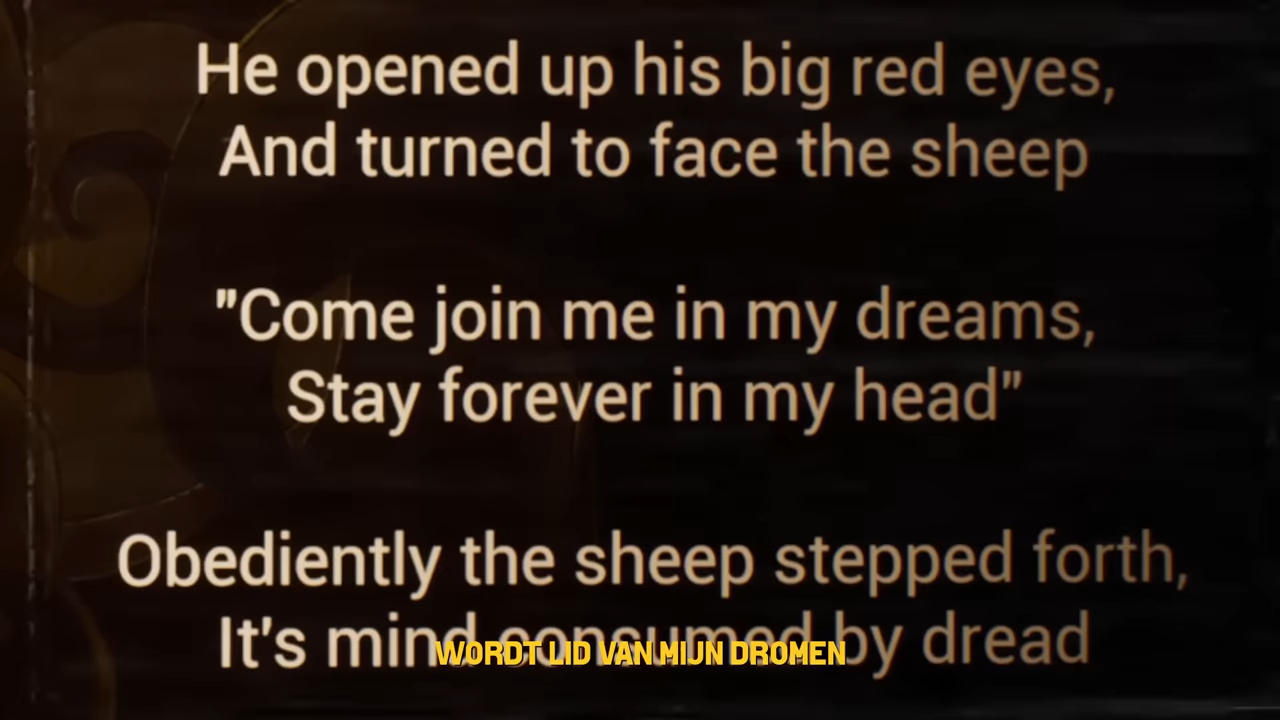 He opened up his big red eyes,
And turned to face the sheep
"Come join me in my dreams,
Stay forever in my head"
Obediently the sheep stepped forth,
It's mind consumed by dread
WORDT LID VAN MIJN DROMEN